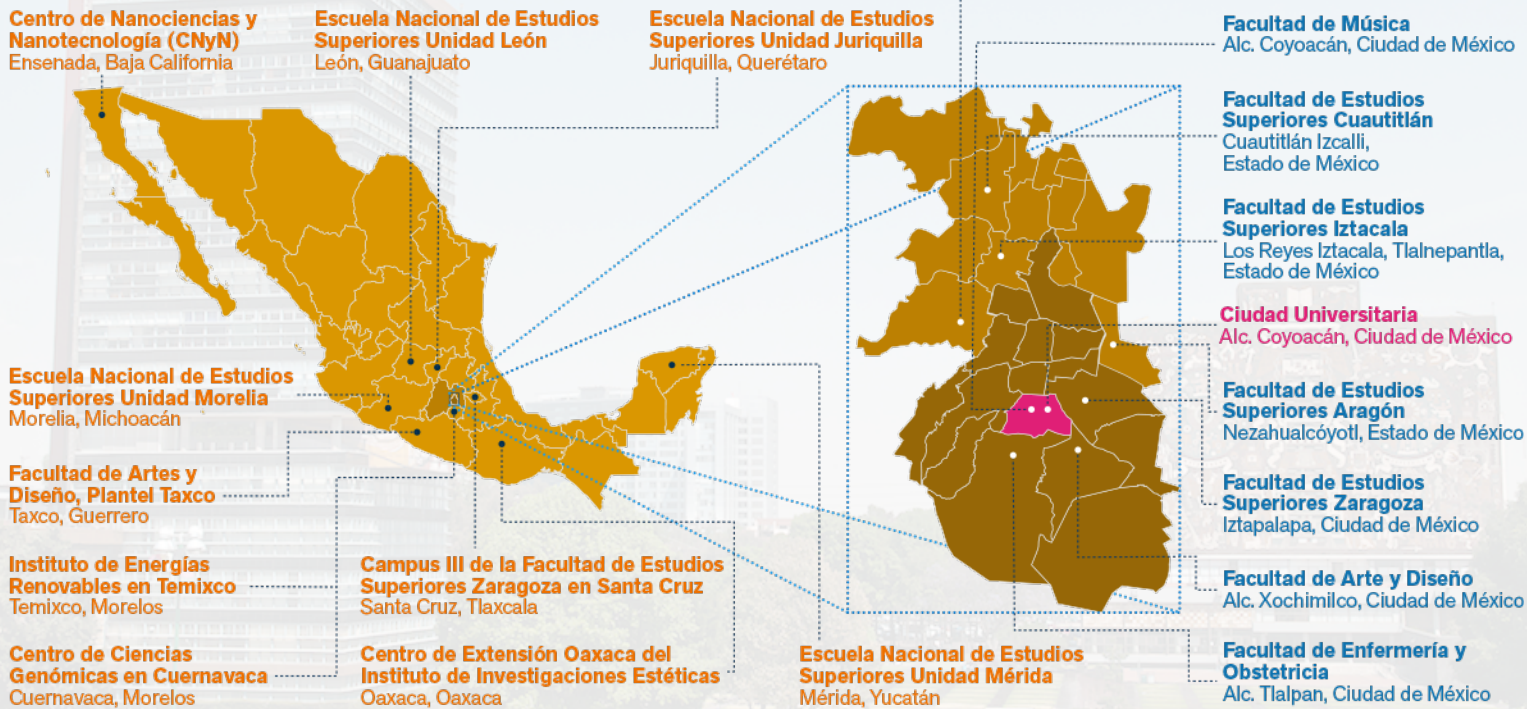 Centro de Nanociencias y
Nanotecnología (CNyN)
Ensenada, Baja California
Escuela Nacional de Estudios
Superiores Unidad León
León, Guanajuato
Escuela Nacional de Estudios
Superiores Unidad Juriquilla
Juriquilla, Querétaro
Facultad de Música
Alc. Coyoacán, Ciudad de México
Facultad de Estudios
Superiores Cuautitlán
Cuautitlán Izcalli,
Estado de México
Facultad de Estudios
Superiores Iztacala
Los Reyes Iztacala, Tlalnepantla,
Estado de México
Ciudad Universitaria
Alc. Coyoacán, Ciudad de México
Facultad de Estudios
Superiores Aragón
Nezahualcóyotl, Estado de México
Facultad de Estudios
Superiores Zaragoza
Iztapalapa, Ciudad de México
Facultad de Arte y Diseño
Alc. Xochimilco, Ciudad de México
Facultad de Enfermería y
Obstetricia
Alc. Tlalpan, Ciudad de México
Escuela Nacional de Estudios
Superiores Unidad Morelia
Morelia, Michoacán
Facultad de Artes y
Diseño, Plantel Taxco
Taxco, Guerrero
Instituto de Energías
Renovables en Temixco
Temixco, Morelos
Centro de Ciencias
Genómicas en Cuernavaca
Cuernavaca, Morelos
Campus III de la Facultad de Estudios
Superiores Zaragoza en Santa Cruz
Santa Cruz, Tlaxcala
Centro de Extensión Oaxaca del
Instituto de Investigaciones Estéticas
Oaxaca, Oaxaca
Escuela Nacional de Estudios
Superiores Unidad Mérida
Mérida, Yucatán